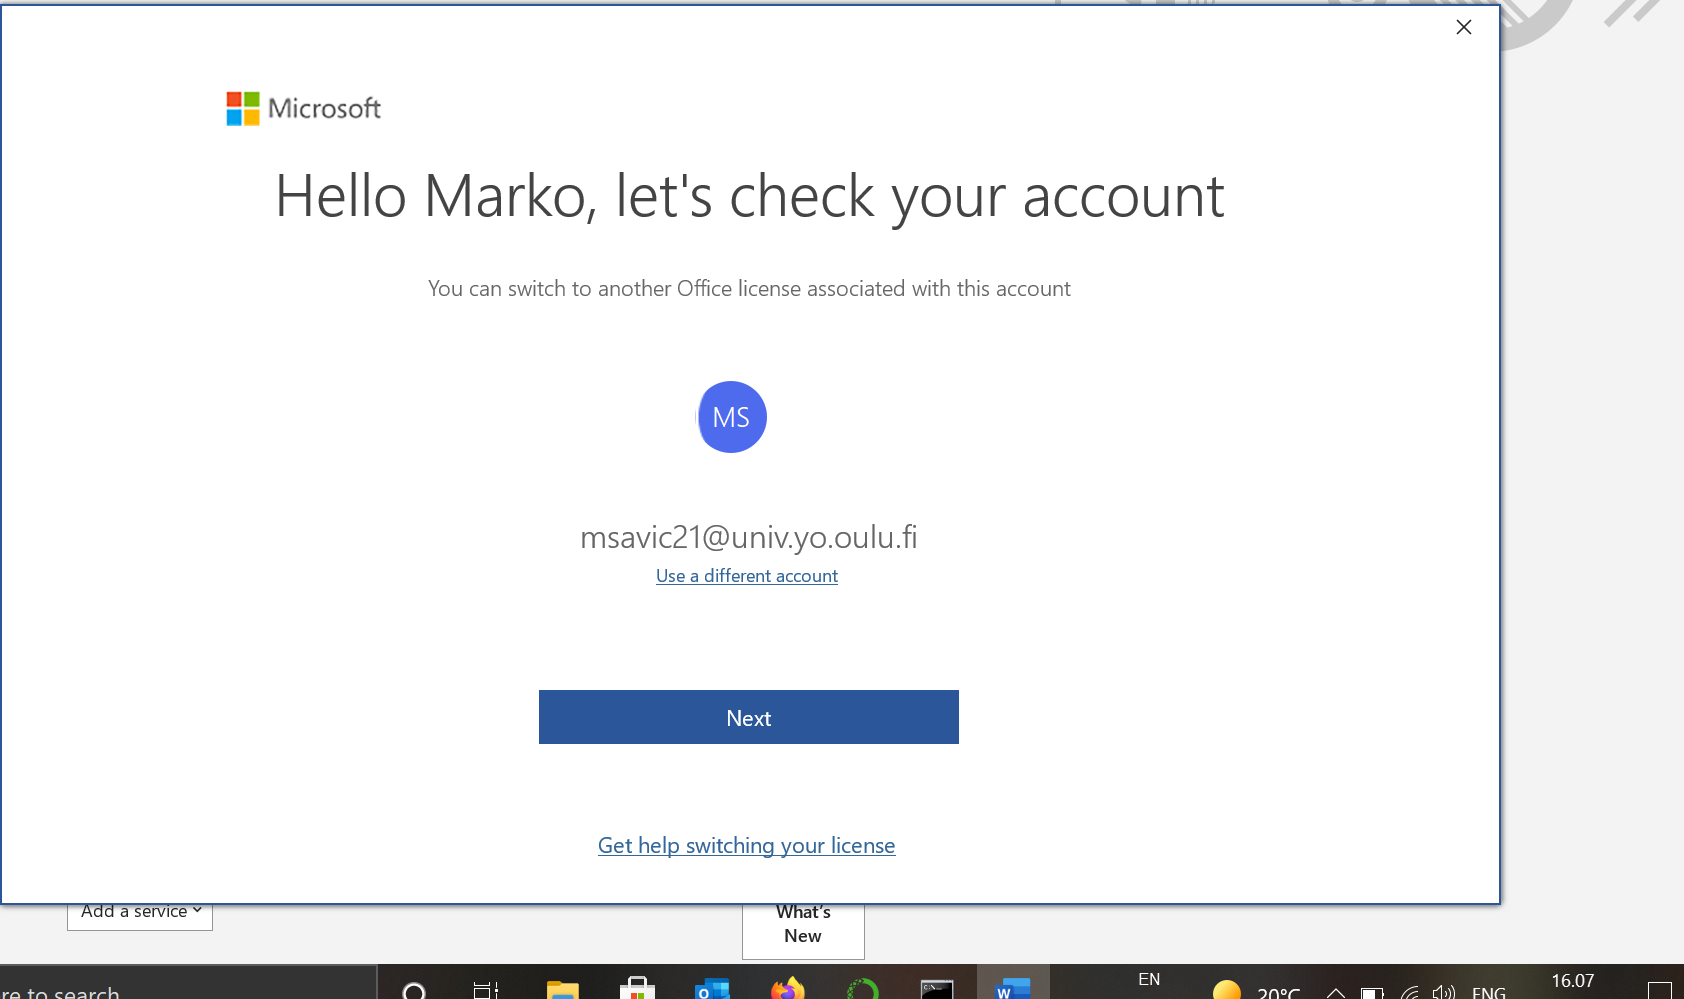 Microsoft
Hello Marko, let's check your account
You can switch to another Office license associated with this account
MS
msavic21@univ.yo.oulu.fi
Use a different account
Next
Get help switching your license
Add a service
What's
New
re to search
EN
20°C
ENG
16.07